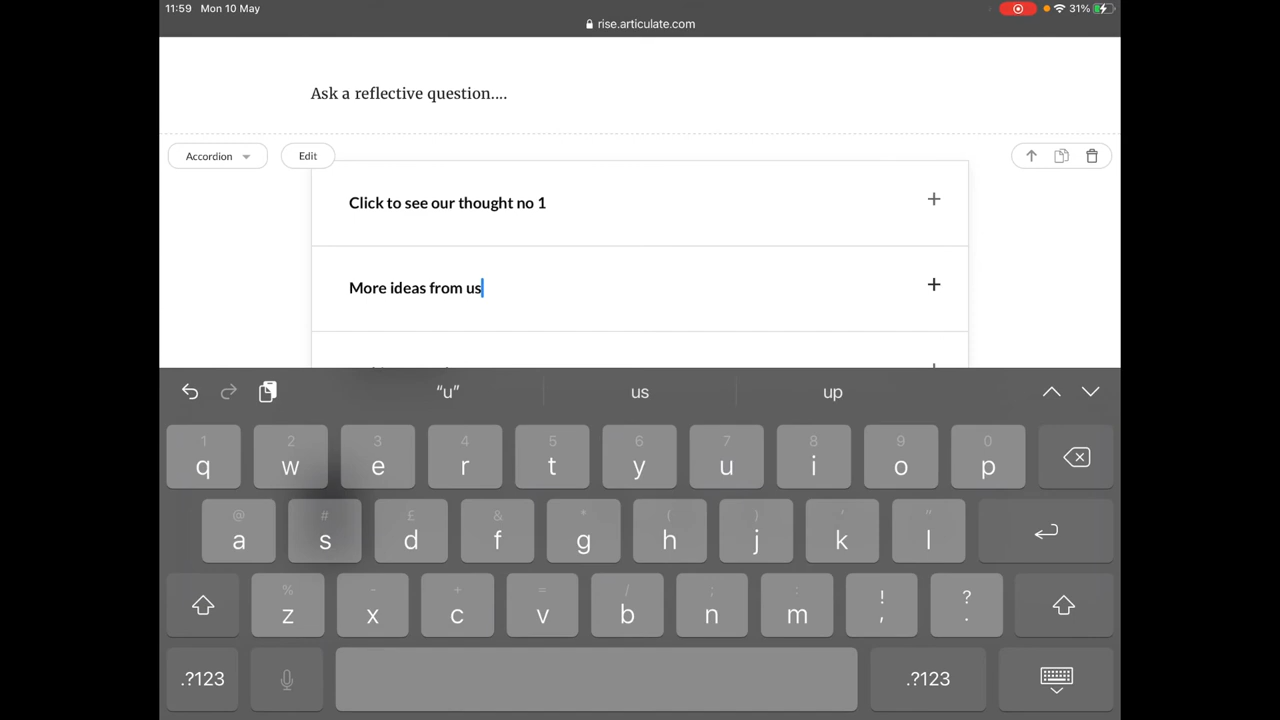 11:59 Mon 10 May
31%
rise.articulate.com
Ask a reflective question....
Accordion
Edit
Click to see our thought no 1
More ideas from us
“u” us up
1 2 3 4 5 6 7 8 9 0
q w e r t y u i o p
@ # £ & * ( ) ' "
a s d f g h j k l
% - + = / ; : ! ?
z x c v b n m , .
.?123 .?123